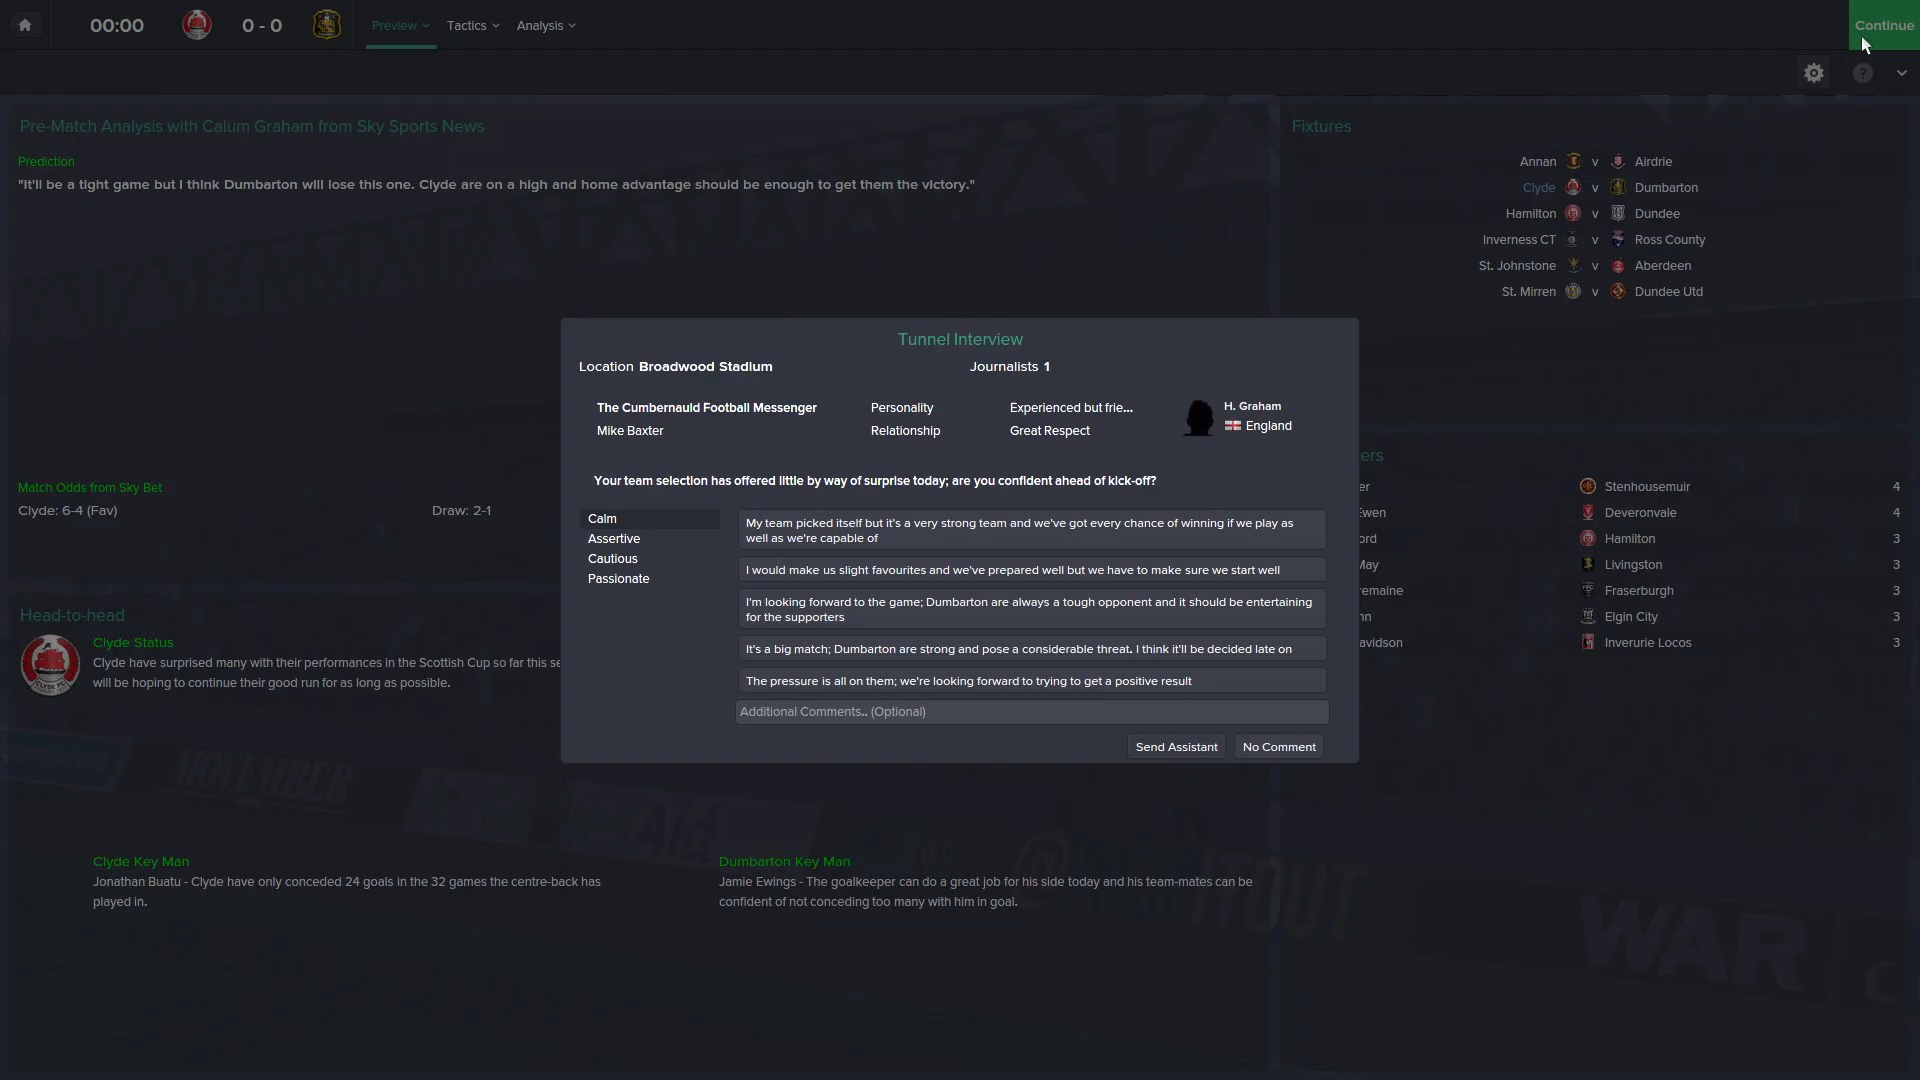 00:00
0 - 0
Preview
Tactics
Analysis
Continue
?
Pre-Match Analysis with Calum Graham from Sky Sports News
Prediction
"It'll be a tight game but I think Dumbarton will lose this one. Clyde are on a high and home advantage should be enough to get them the victory."
Match Odds from Sky Bet
Clyde: 6-4 (Fav)
Draw: 2-1
Head-to-head
Clyde Status
Clyde have surprised many with their performances in the Scottish Cup so far this se
will be hoping to continue their good run for as long as possible.
Clyde Key Man
Jonathan Buatu - Clyde have only conceded 24 goals in the 32 games the centre-back has
played in.
Dumbarton Key Man
Jamie Ewings - The goalkeeper can do a great job for his side today and his team-mates can be
confident of not conceding too many with him in goal.
Tunnel Interview
Location Broadwood Stadium
Journalists 1
The Cumbernauld Football Messenger
Personality
Experienced but frie...
H. Graham
Mike Baxter
Relationship
Great Respect
England
Your team selection has offered little by way of surprise today; are you confident ahead of kick-off?
Calm
Assertive
Cautious
Passionate
My team picked itself but it's a very strong team and we've got every chance of winning if we play as
well as we're capable of
I would make us slight favourites and we've prepared well but we have to make sure we start well
I'm looking forward to the game; Dumbarton are always a tough opponent and it should be entertaining
for the supporters
It's a big match; Dumbarton are strong and pose a considerable threat. I think it'll be decided late on
The pressure is all on them; we're looking forward to trying to get a positive result
Additional Comments.. (Optional)
Send Assistant
No Comment
Fixtures
Annan v Airdrie
Clyde v Dumbarton
Hamilton v Dundee
Inverness CT v Ross County
St. Johnstone v Aberdeen
St. Mirren v Dundee Utd
ers
er Stenhousemuir 4
Ewen Deveronvale 4
ord Hamilton 3
May Livingston 3
remaine Fraserburgh 3
nn Elgin City 3
avidson Inverurie Locos 3
MOVEMBER
GamesAid
WAR